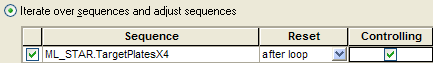 Iterate over sequences and adjust sequences
Sequence Reset Controlling
ML_STAR.TargetPlatesX4 after loop